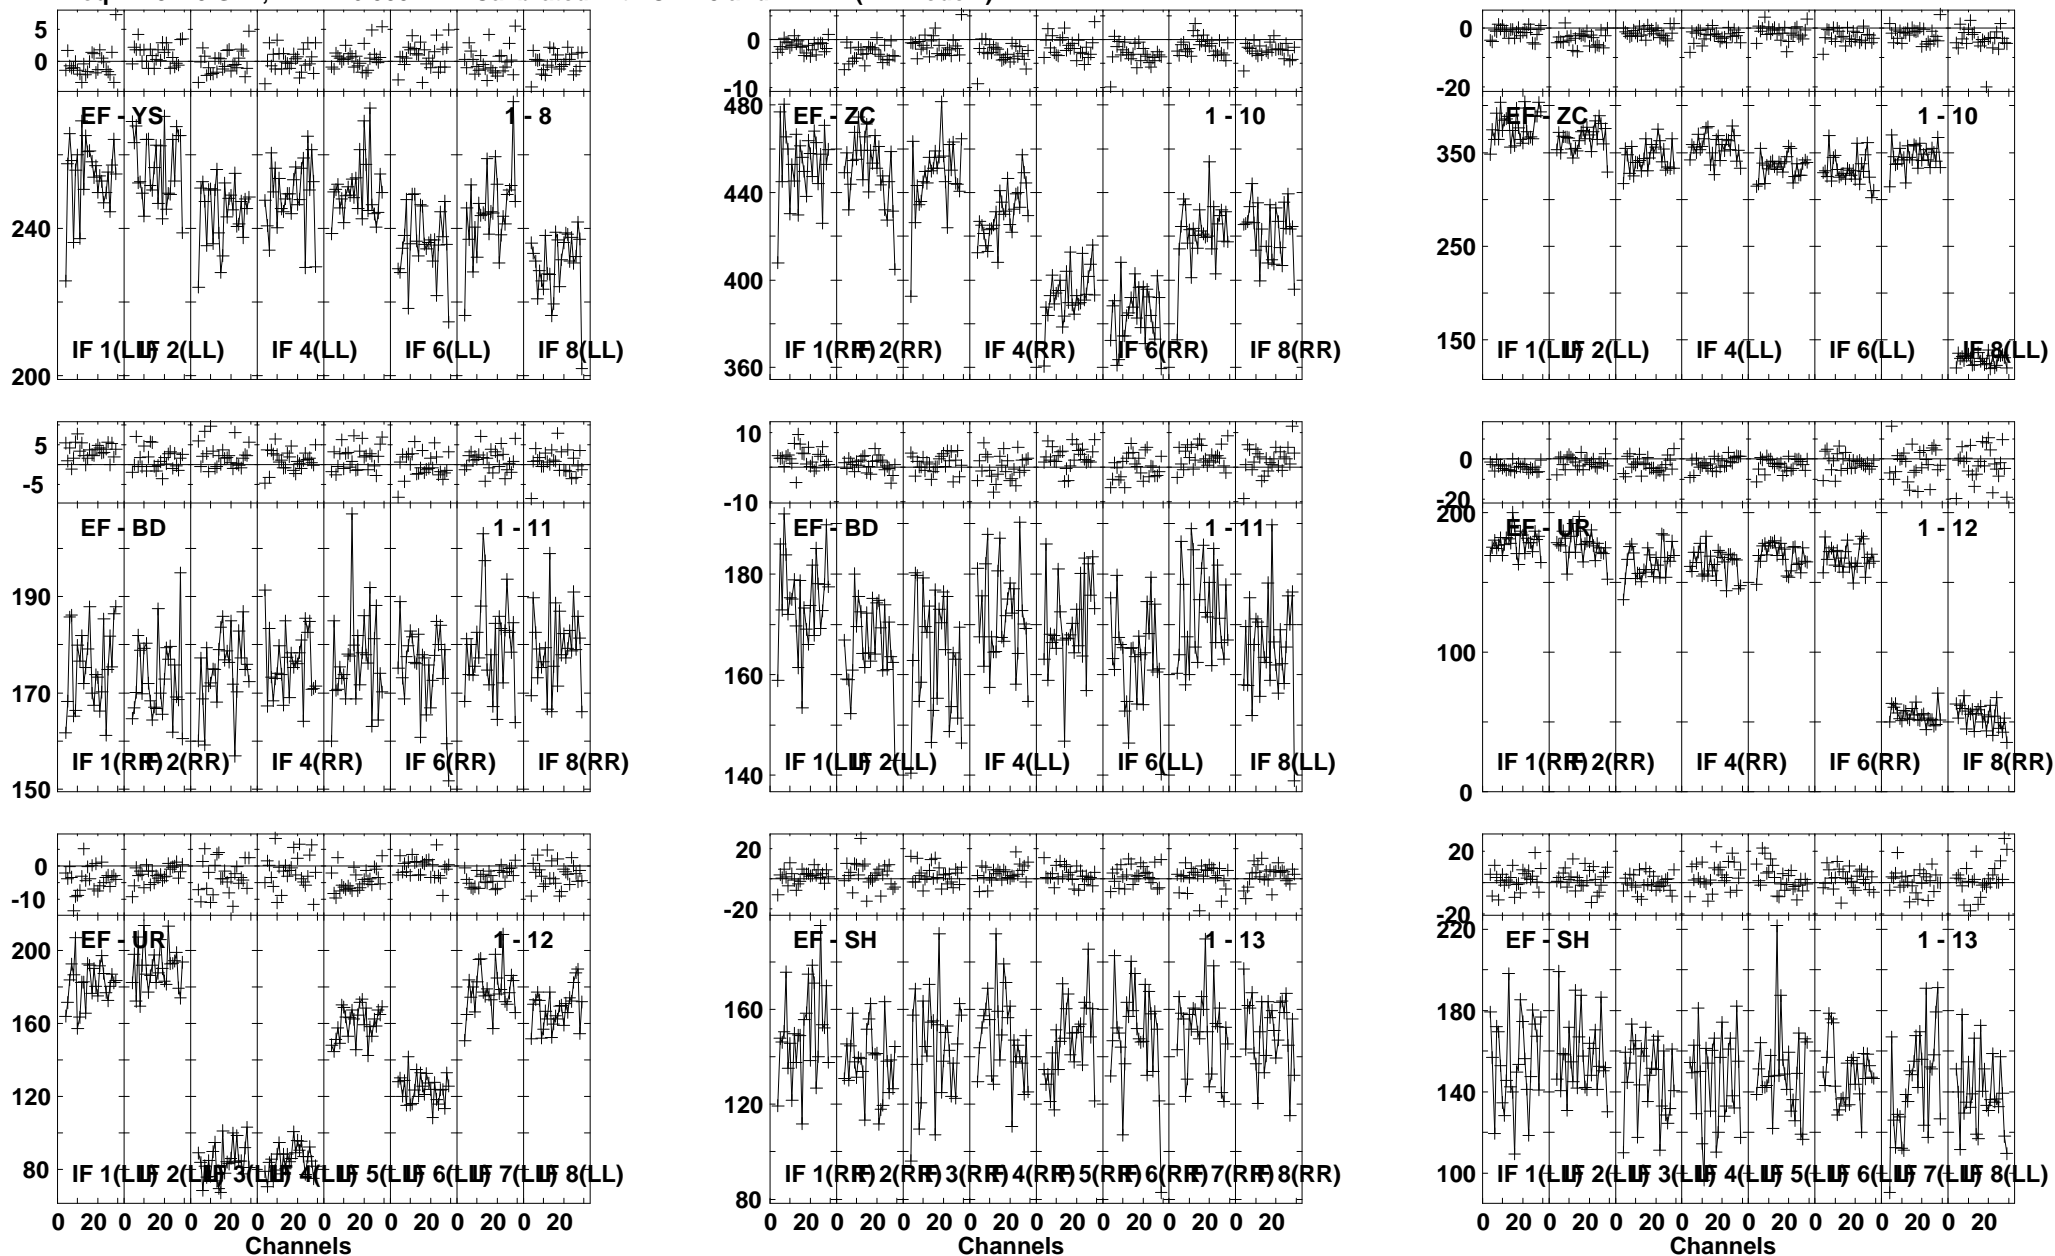 5
0
EF - YS
1 - 8
240
IF 1(LL) IF 2(LL) IF 4(LL) IF 6(LL) IF 8(LL)
200
0
-10
480
EF - ZC
1 - 10
440
400
IF 1(RR) IF 2(RR) IF 4(RR) IF 6(RR) IF 8(RR)
360
0
-20
EF - ZC
1 - 10
350
250
150
IF 1(LL) IF 2(LL) IF 4(LL) IF 6(LL) IF 8(LL)
5
-5
EF - BD
1 - 11
190
170
IF 1(RR) IF 2(RR) IF 4(RR) IF 6(RR) IF 8(RR)
150
10
-10
EF - BD
1 - 11
180
160
IF 1(LL) IF 2(LL) IF 4(LL) IF 6(LL) IF 8(LL)
140
0
-20
200
EF - UR
1 - 12
100
IF 1(RR) IF 2(RR) IF 4(RR) IF 6(RR) IF 8(RR)
0
0
-10
EF - UR
1 - 12
200
160
120
80
IF 1(LL) IF 2(LL) IF 3(LL) IF 4(LL) IF 5(LL) IF 6(LL) IF 7(LL) IF 8(LL)
0 20 0 20 0 20 0 20 0 20 0 20 0 20 0 20
Channels
20
-20
EF - SH
1 - 13
160
120
IF 1(RR) IF 2(RR) IF 3(RR) IF 4(RR) IF 5(RR) IF 6(RR) IF 7(RR) IF 8(RR)
80
0 20 0 20 0 20 0 20 0 20 0 20 0 20 0 20
Channels
20
-20
220
EF - SH
1 - 13
180
140
100
IF 1(LL) IF 2(LL) IF 3(LL) IF 4(LL) IF 5(LL) IF 6(LL) IF 7(LL) IF 8(LL)
0 20 0 20 0 20 0 20 0 20 0 20 0 20 0 20
Channels